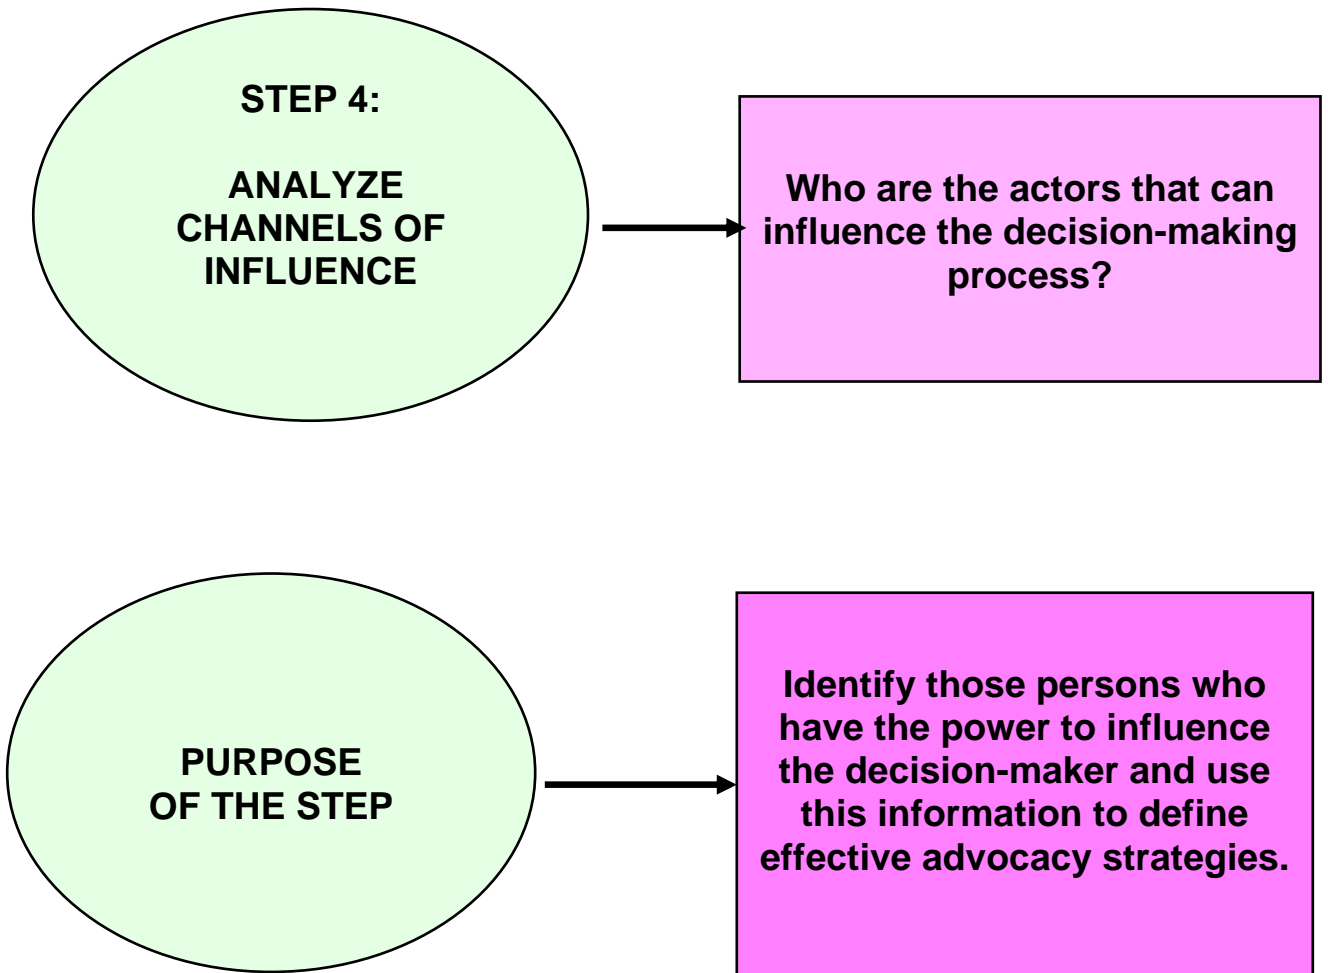 STEP 4:
ANALYZE
CHANNELS OF
INFLUENCE
Who are the actors that can
influence the decision-making
process?
PURPOSE
OF THE STEP
Identify those persons who
have the power to influence
the decision-maker and use
this information to define
effective advocacy strategies.